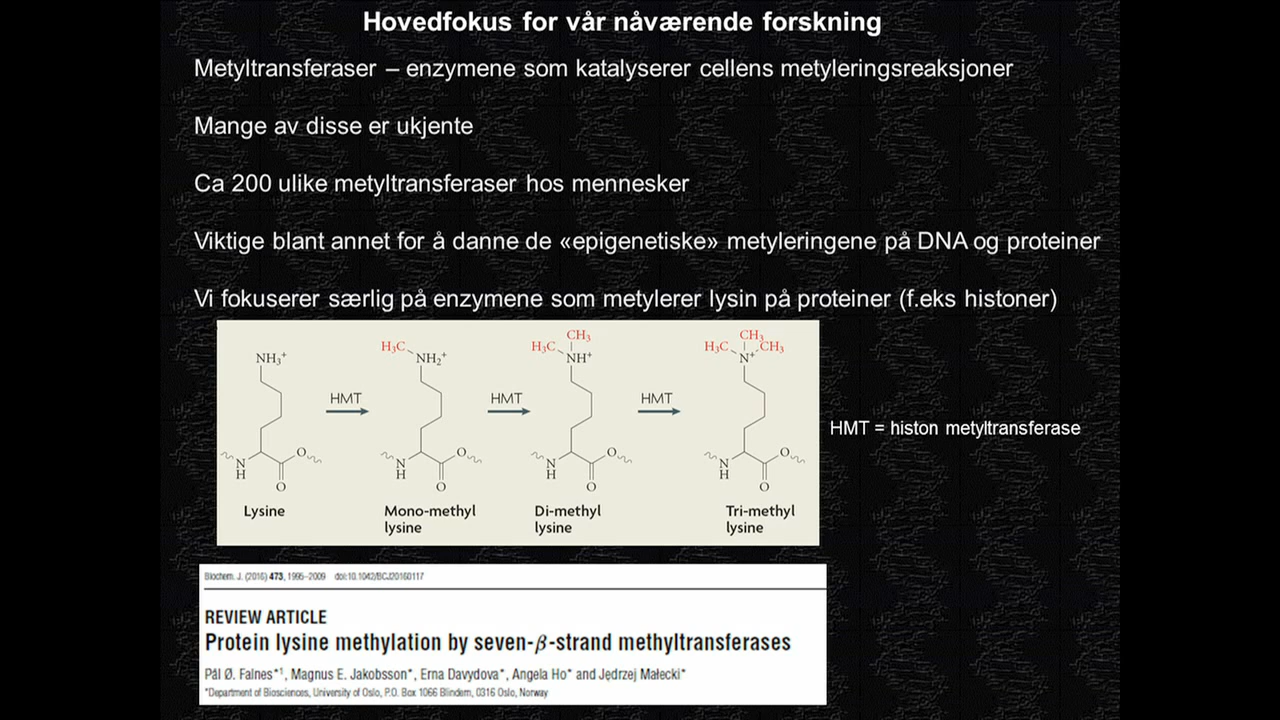 Hovedfokus for vår nåværende forskning
Metyltransferaser – enzymene som katalyserer cellens metyleringsreaksjoner
Mange av disse er ukjente
Ca 200 ulike metyltransferaser hos mennesker
Viktige blant annet for å danne de «epigenetiske» metyleringene på DNA og proteiner
Vi fokuserer særlig på enzymene som metylerer lysin på proteiner (f.eks histoner)
CH₃ CH₃
H₃C H₃C H₃C CH₃
NH₃⁺ NH₂⁺ NH⁺ N⁺
HMT HMT HMT
HMT = histon metyltransferase
O O O O
N N N N
H H H H
O O O O
Lysine Mono-methyl Di-methyl Tri-methyl
lysine lysine lysine
Biochem. J. (2016) 473, 1995–2009 doi:10.1042/BCJ20160117
REVIEW ARTICLE
Protein lysine methylation by seven-β-strand methyltransferases
Pål Ø. Falnes*¹, Magnus E. Jakobsson*, Erna Davydova*, Angela Ho* and Jędrzej Małecki*
*Department of Biosciences, University of Oslo, P.O. Box 1066 Blindern, 0316 Oslo, Norway